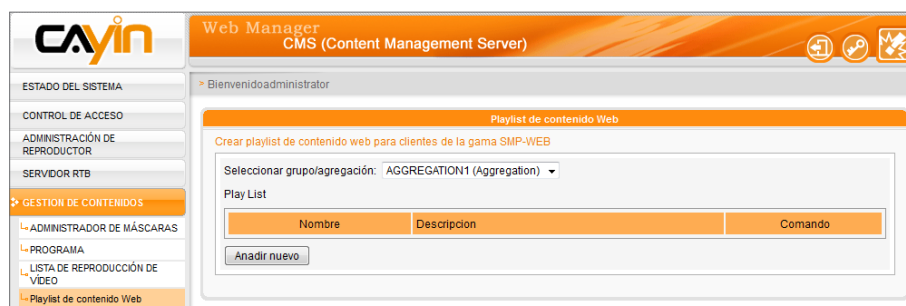 CAYIN
Web Manager
CMS (Content Management Server)
ESTADO DEL SISTEMA
CONTROL DE ACCESO
ADMINISTRACIÓN DE
REPRODUCTOR
SERVIDOR RTB
GESTION DE CONTENIDOS
ADMINISTRADOR DE MÁSCARAS
PROGRAMA
LISTA DE REPRODUCCIÓN DE
VÍDEO
Playlist de contenido Web
> Bienvenidoadministrator
Playlist de contenido Web
Crear playlist de contenido web para clientes de la gama SMP-WEB
Seleccionar grupo/agregación: AGGREGATION1 (Aggregation)
Play List
Nombre Descripcion Comando
Anadir nuevo